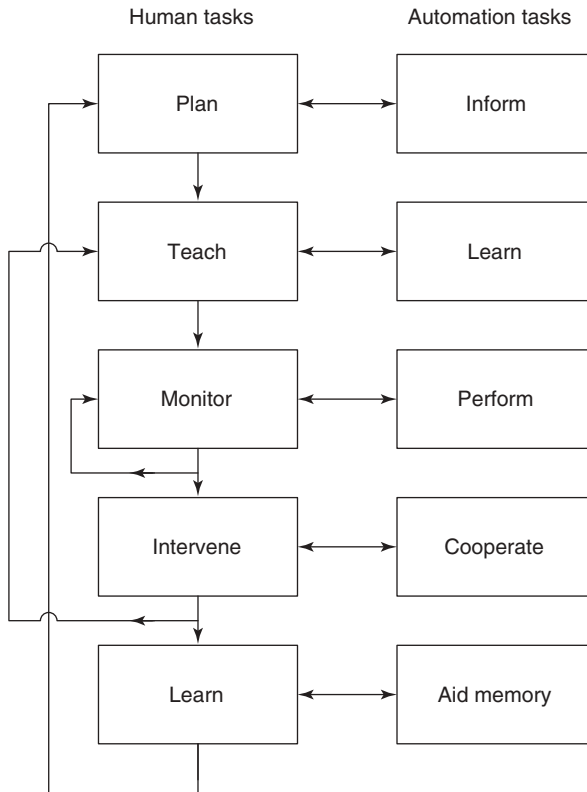 Human tasks
Automation tasks
Plan
Inform
Teach
Learn
Monitor
Perform
Intervene
Cooperate
Learn
Aid memory